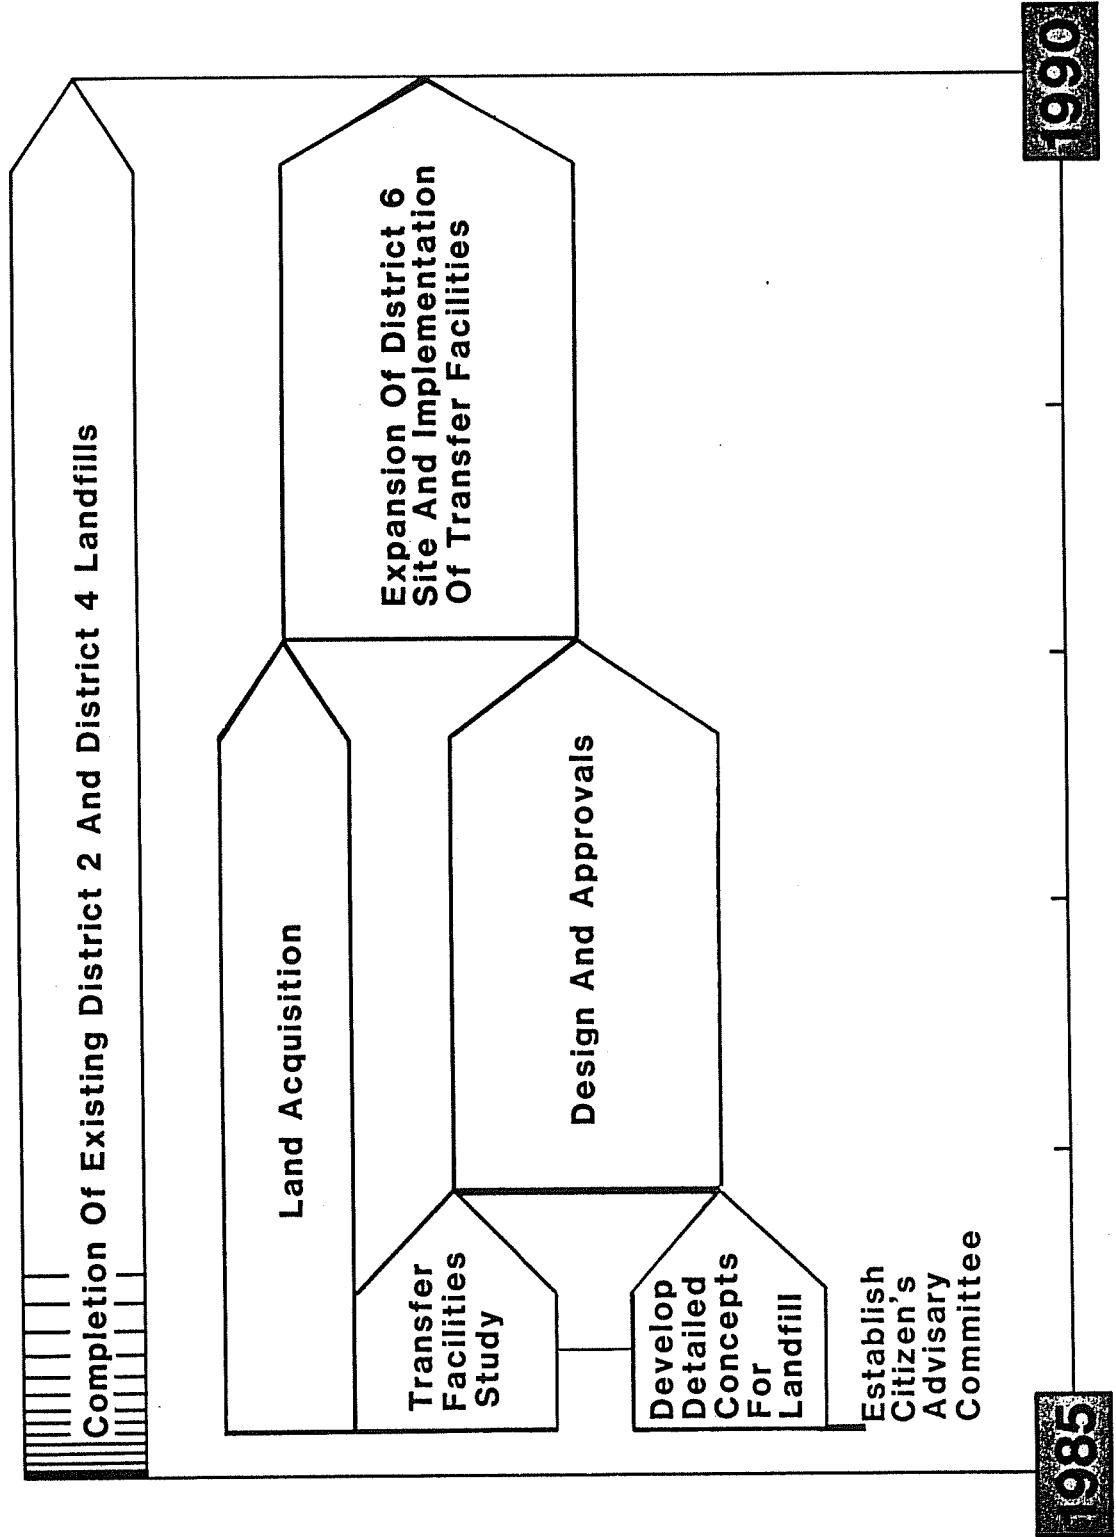 Completion Of Existing District 2 And District 4 Landfills
Land Acquisition
Expansion Of District 6
Site And Implementation
Of Transfer Facilities
Transfer
Facilities
Study
Design And Approvals
Develop
Detailed
Concepts
For
Landfill
Establish
Citizen's
Advisary
Committee
1985
1990